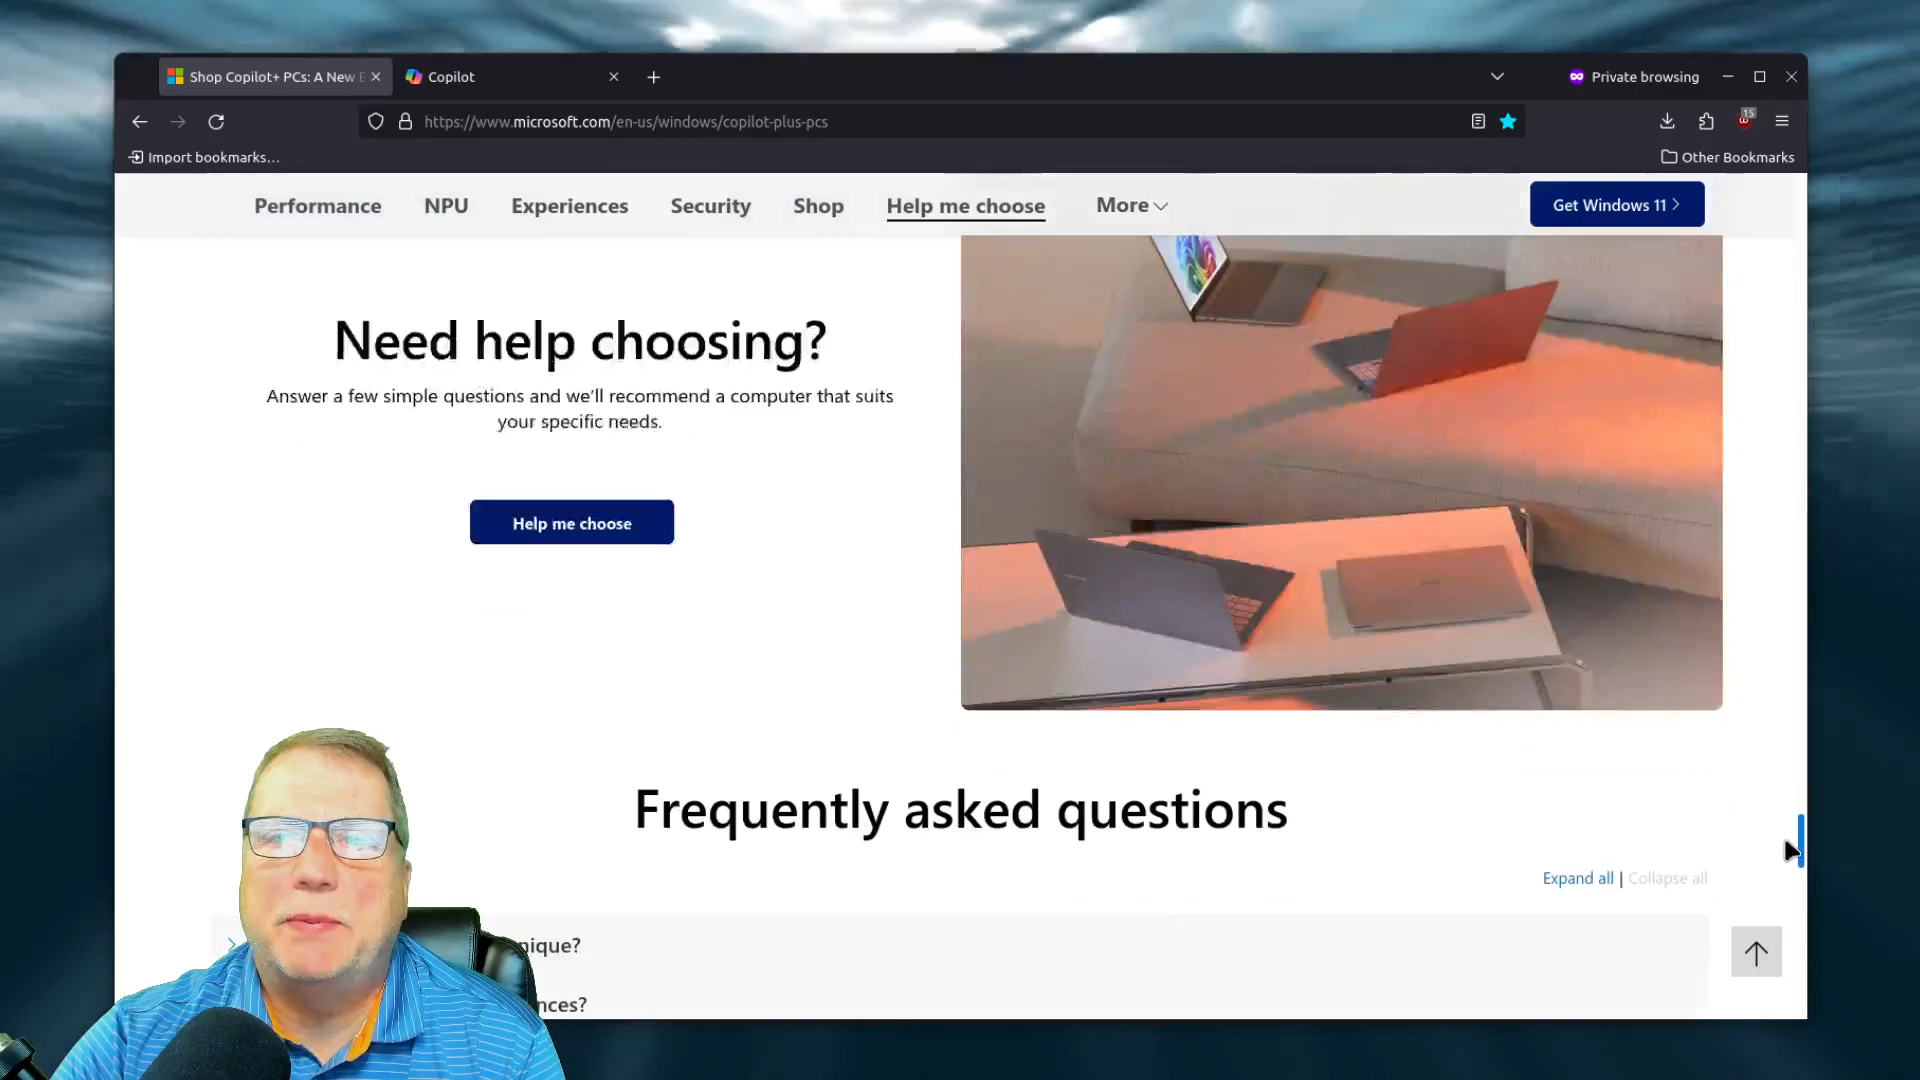 Shop Copilot+ PCs: A New E
Copilot
Private browsing
https://www.microsoft.com/en-us/windows/copilot-plus-pcs
15
Import bookmarks...
Other Bookmarks
Performance
NPU
Experiences
Security
Shop
Help me choose
More
Get Windows 11
Need help choosing?
Answer a few simple questions and we'll recommend a computer that suits
your specific needs.
Help me choose
Frequently asked questions
Expand all | Collapse all
nique?
nces?